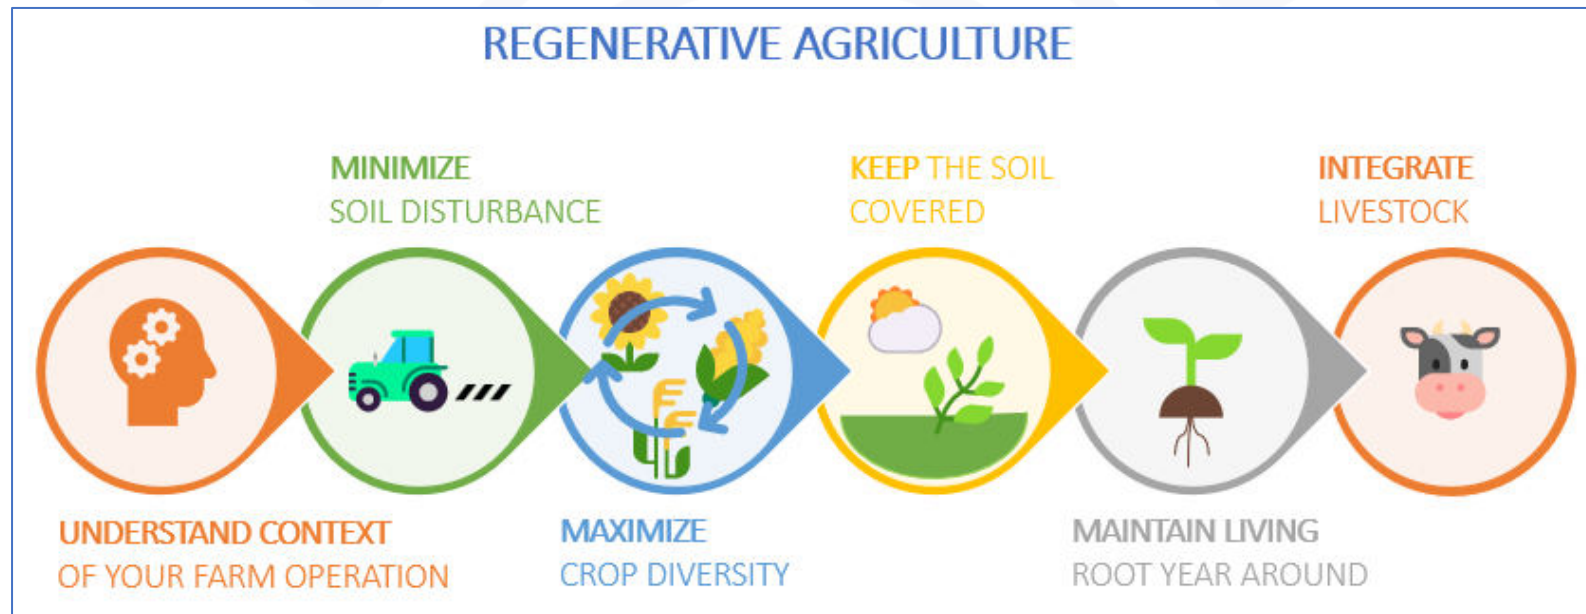 REGENERATIVE AGRICULTURE
UNDERSTAND CONTEXT
OF YOUR FARM OPERATION
MINIMIZE
SOIL DISTURBANCE
MAXIMIZE
CROP DIVERSITY
KEEP THE SOIL
COVERED
MAINTAIN LIVING
ROOT YEAR AROUND
INTEGRATE
LIVESTOCK